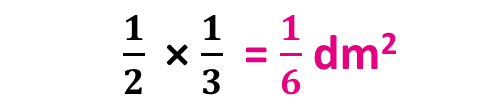 1/2 × 1/3 = 1/6 dm²